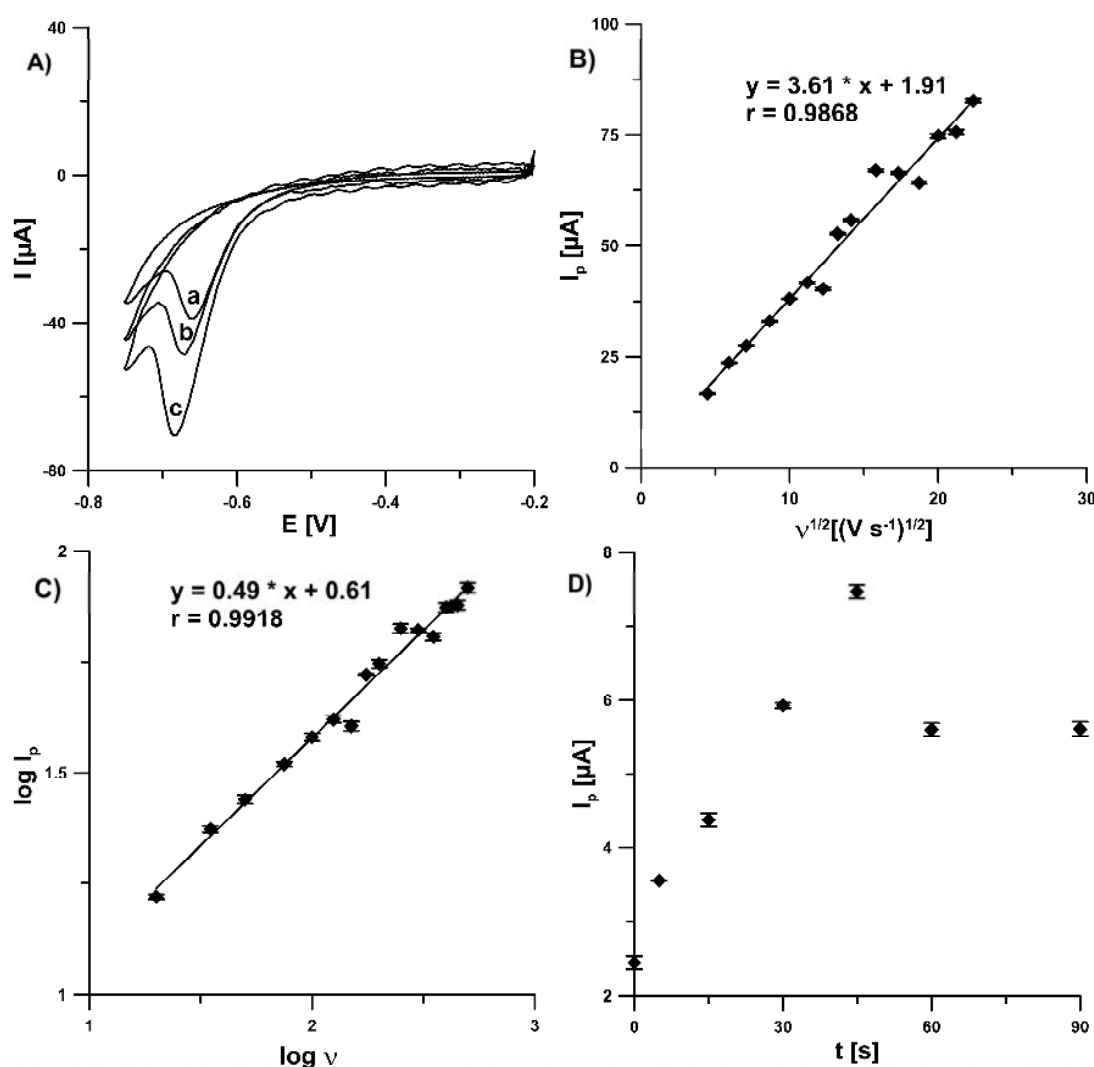 A)
40
0
-40
-80
I [µA]
a
b
c
-0.8
-0.6
-0.4
-0.2
E [V]
B)
y = 3.61 * x + 1.91
r = 0.9868
100
75
50
25
0
Ip [µA]
0
10
20
30
ν1/2[(V s-1)1/2]
C)
y = 0.49 * x + 0.61
r = 0.9918
2
1.5
1
log Ip
1
2
3
log ν
D)
8
6
4
2
Ip [µA]
0
30
60
90
t [s]